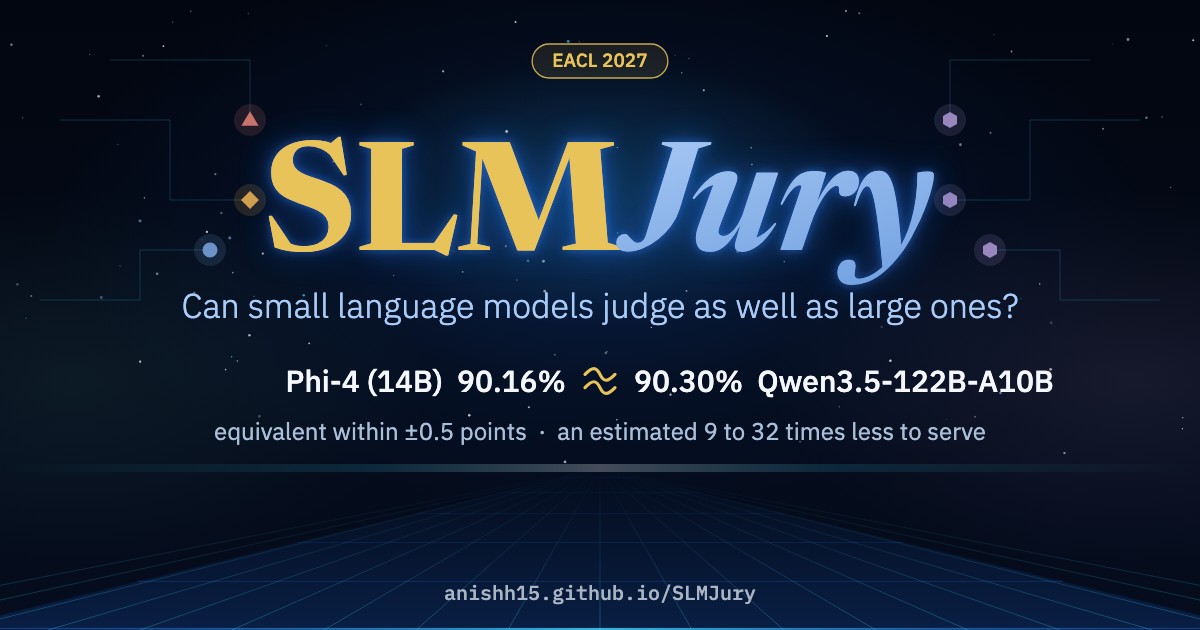 EACL 2027
SLMJury
Can small language models judge as well as large ones?
Phi-4 (14B) 90.16% ≈ 90.30% Qwen3.5-122B-A10B
equivalent within ±0.5 points · an estimated 9 to 32 times less to serve
anishh15.github.io/SLMJury